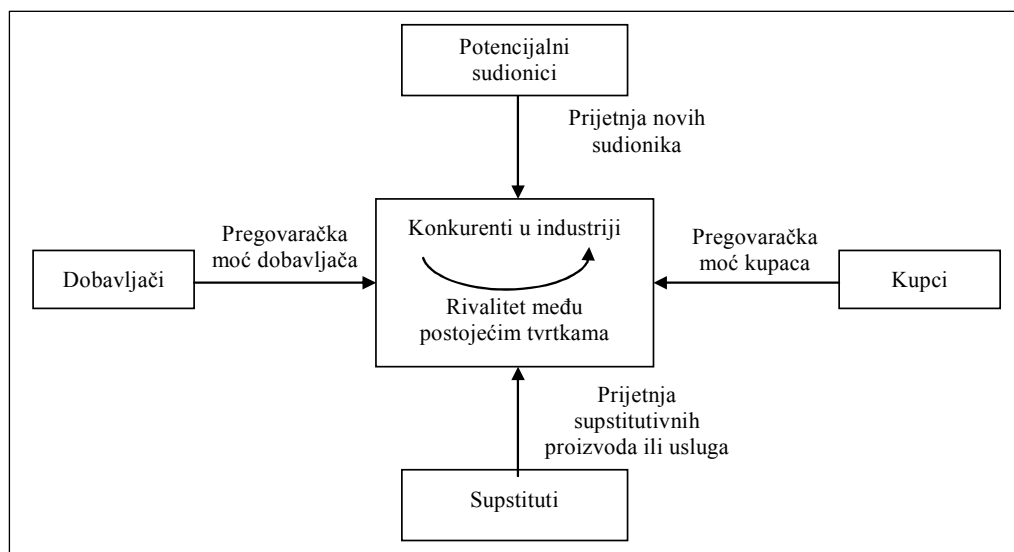 Potencijalni
sudionici
Prijetnja novih
sudionika
Dobavljači
Pregovaračka
moć dobavljača
Konkurenti u industriji
Rivalitet među
postojećim tvrtkama
Pregovaračka
moć kupaca
Kupci
Prijetnja
supstitutivnih
proizvoda ili usluga
Supstituti